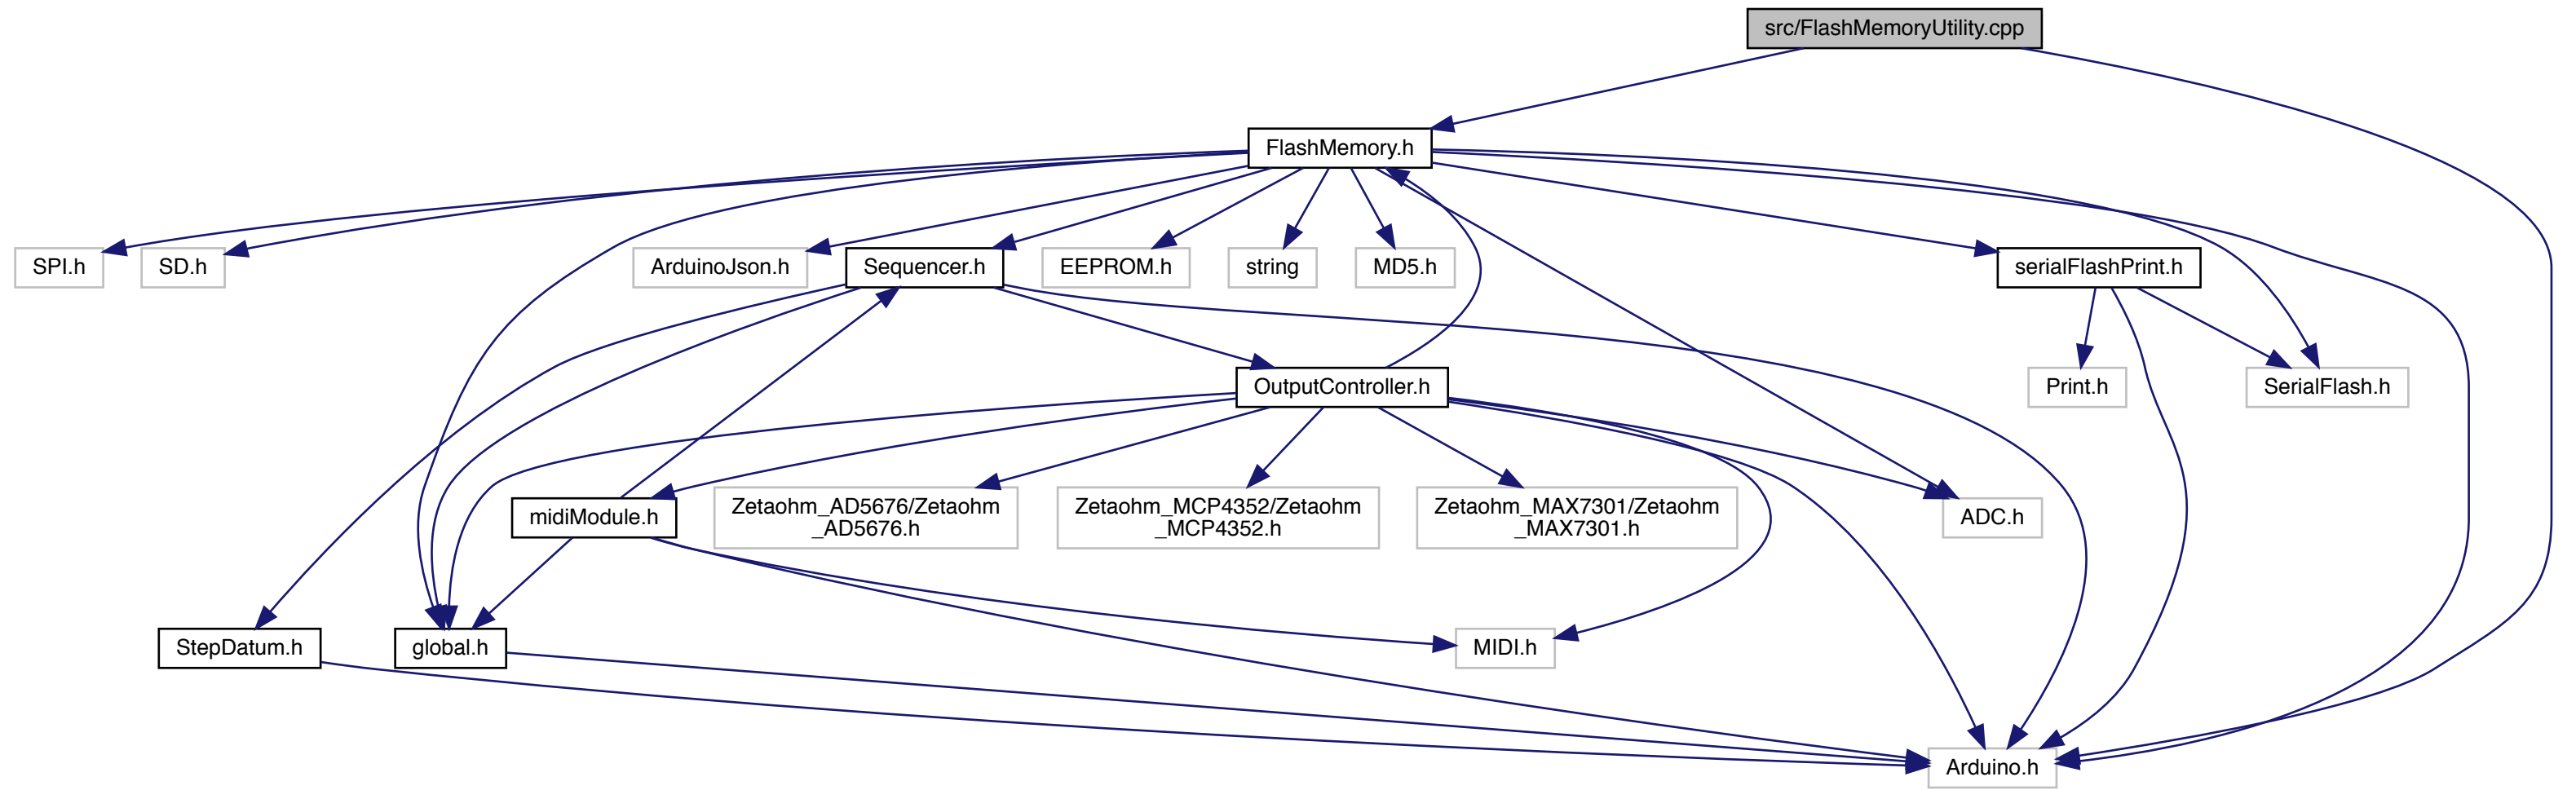 src/FlashMemoryUtility.cpp
FlashMemory.h
SPI.h
SD.h
ArduinoJson.h
Sequencer.h
EEPROM.h
string
MD5.h
serialFlashPrint.h
OutputController.h
Print.h
SerialFlash.h
midiModule.h
Zetaohm_AD5676/Zetaohm
_AD5676.h
Zetaohm_MCP4352/Zetaohm
_MCP4352.h
Zetaohm_MAX7301/Zetaohm
_MAX7301.h
ADC.h
StepDatum.h
global.h
MIDI.h
Arduino.h